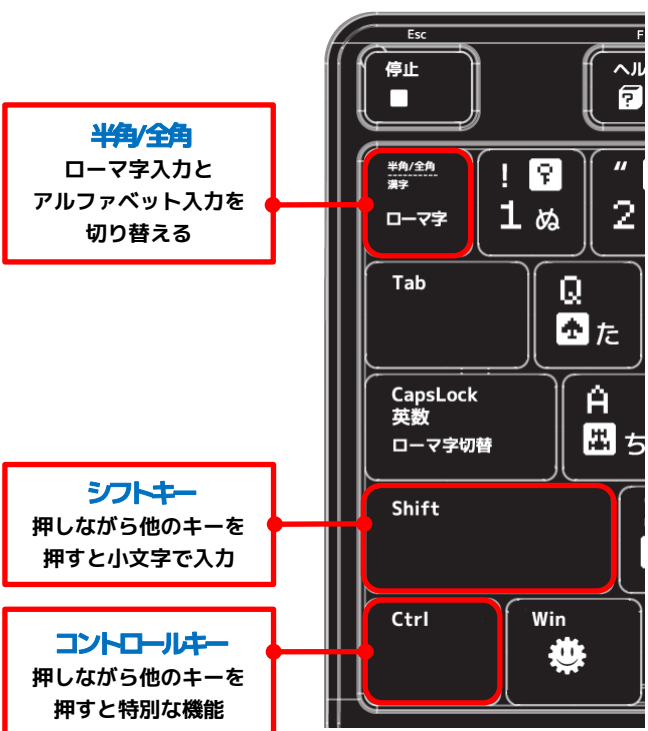 Esc
停止
ヘル
?
半角/全角
ローマ字入力と
アルファベット入力を
切り替える
半角/全角
漢字
ローマ字
!
1 ぬ
"
2
Tab
Q
た
CapsLock
英数
ローマ字切替
A
ち
シフトキー
押しながら他のキーを
押すと小文字で入力
Shift
コントロールキー
押しながら他のキーを
押すと特別な機能
Ctrl
Win